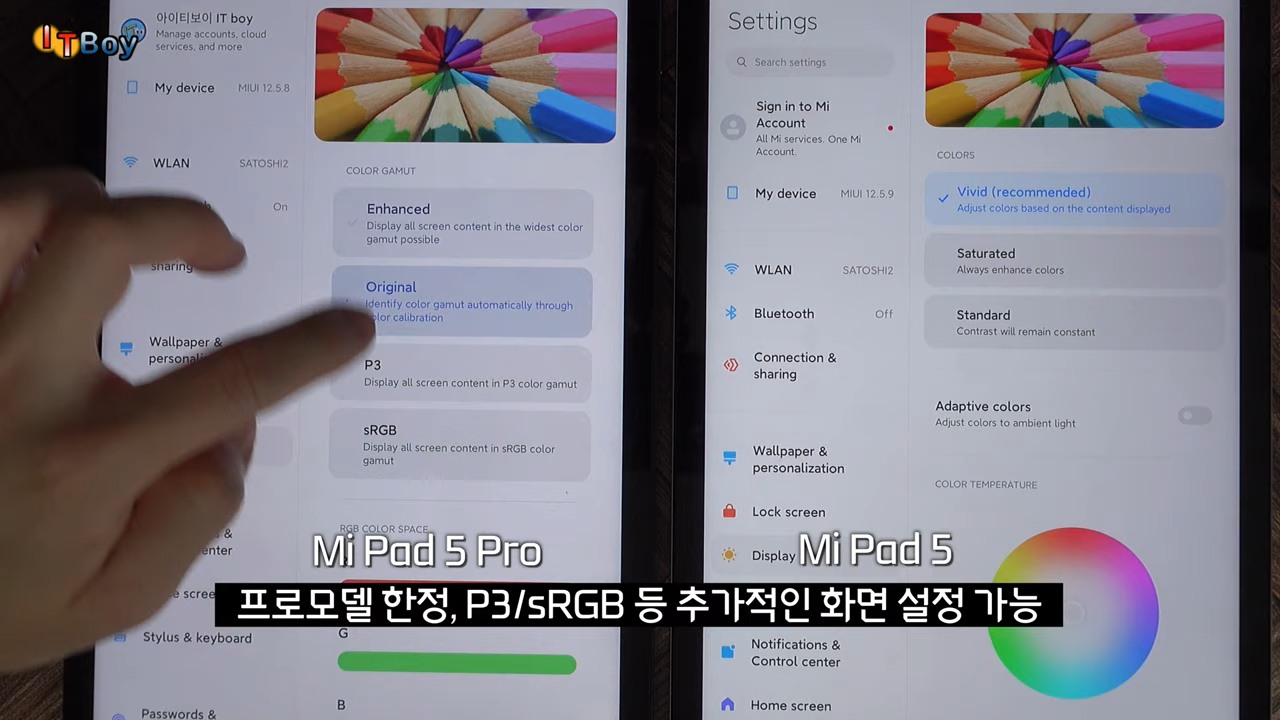 ITBoy
아이티보이 IT boy
Manage accounts, cloud
services, and more
My device MIUI 12.5.8
WLAN SATOSHI2
On
sharing
Wallpaper &
personalization
Stylus & keyboard
Passwords &
COLOR GAMUT
Enhanced
Display all screen content in the widest color
gamut possible
Original
Identify color gamut automatically through
color calibration
P3
Display all screen content in P3 color gamut
sRGB
Display all screen content in sRGB color
gamut
RGB COLOR SPACE
G
B
Settings
Search settings
Sign in to Mi
Account
All Mi services. One Mi
Account.
My device MIUI 12.5.9
WLAN SATOSHI2
Bluetooth Off
Connection &
sharing
Wallpaper &
personalization
Lock screen
Display
Notifications &
Control center
Home screen
COLORS
Vivid (recommended)
Adjust colors based on the content displayed
Saturated
Always enhance colors
Standard
Contrast will remain constant
Adaptive colors
Adjust colors to ambient light
COLOR TEMPERATURE
Mi Pad 5 Pro
Mi Pad 5
프로모델 한정, P3/sRGB 등 추가적인 화면 설정 가능